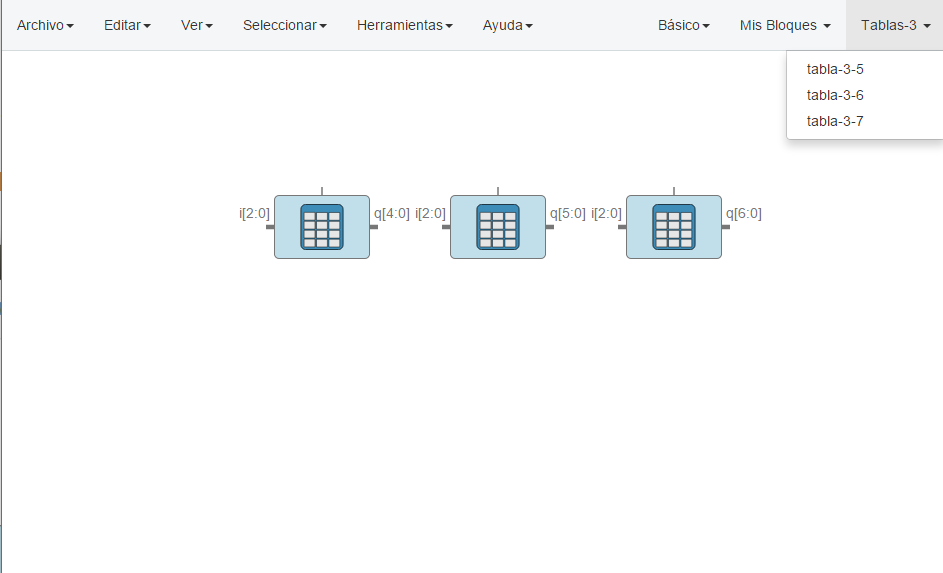 Archivo Editar Ver Seleccionar Herramientas Ayuda Básico Mis Bloques Tablas-3
tabla-3-5
tabla-3-6
tabla-3-7
i[2:0] q[4:0] i[2:0] q[5:0] i[2:0] q[6:0]